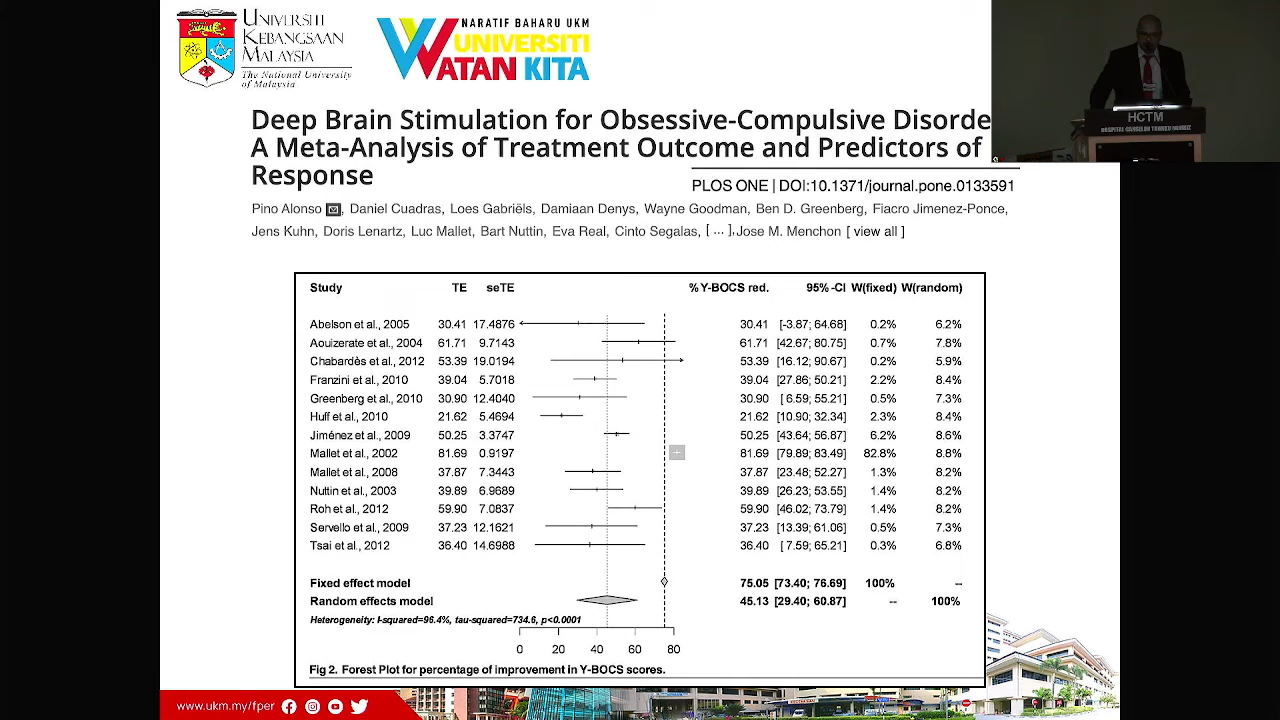 UNIVERSITI
KEBANGSAAN
MALAYSIA
The National University
of Malaysia
NARATIF BAHARU UKM
UNIVERSITI
WATAN KITA
HCTM
HOSPITAL CANSELOR TUANKU MUHRIZ
Deep Brain Stimulation for Obsessive-Compulsive Disorde
A Meta-Analysis of Treatment Outcome and Predictors of
Response
PLOS ONE | DOI:10.1371/journal.pone.0133591
Pino Alonso, Daniel Cuadras, Loes Gabriëls, Damiaan Denys, Wayne Goodman, Ben D. Greenberg, Fiacro Jimenez-Ponce,
Jens Kuhn, Doris Lenartz, Luc Mallet, Bart Nuttin, Eva Real, Cinto Segalas, [ ... ], Jose M. Menchon [ view all ]
Study TE seTE %Y-BOCS red. 95%-CI W(fixed) W(random)
Abelson et al., 2005 30.41 17.4876 30.41 [-3.87; 64.68] 0.2% 6.2%
Aouizerate et al., 2004 61.71 9.7143 61.71 [42.67; 80.75] 0.7% 7.8%
Chabardès et al., 2012 53.39 19.0194 53.39 [16.12; 90.67] 0.2% 5.9%
Franzini et al., 2010 39.04 5.7018 39.04 [27.86; 50.21] 2.2% 8.4%
Greenberg et al., 2010 30.90 12.4040 30.90 [ 6.59; 55.21] 0.5% 7.3%
Huff et al., 2010 21.62 5.4694 21.62 [10.90; 32.34] 2.3% 8.4%
Jiménez et al., 2009 50.25 3.3747 50.25 [43.64; 56.87] 6.2% 8.6%
Mallet et al., 2002 81.69 0.9197 81.69 [79.89; 83.49] 82.8% 8.8%
Mallet et al., 2008 37.87 7.3443 37.87 [23.48; 52.27] 1.3% 8.2%
Nuttin et al., 2003 39.89 6.9689 39.89 [26.23; 53.55] 1.4% 8.2%
Roh et al., 2012 59.90 7.0837 59.90 [46.02; 73.79] 1.4% 8.2%
Servello et al., 2009 37.23 12.1621 37.23 [13.39; 61.06] 0.5% 7.3%
Tsai et al., 2012 36.40 14.6988 36.40 [ 7.59; 65.21] 0.3% 6.8%
Fixed effect model 75.05 [73.40; 76.69] 100% --
Random effects model 45.13 [29.40; 60.87] -- 100%
Heterogeneity: I-squared=96.4%, tau-squared=734.6, p<0.0001
0 20 40 60 80
Fig 2. Forest Plot for percentage of improvement in Y-BOCS scores.
www.ukm.my/fper